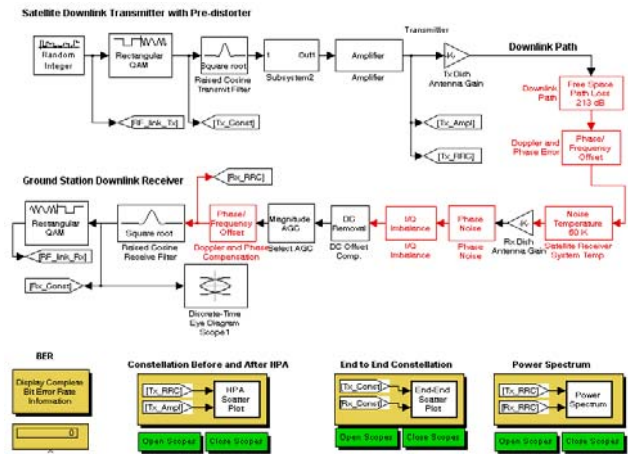 Satellite Downlink Transmitter with Pre-distorter
Transmitter
Downlink Path
Random
Integer
Rectangular
QAM
Square root
Raised Cosine
Transmit Filter
1
Out1
Subsystem2
Amplifier
Amplifier
Tx Dish
Antenna Gain
Downlink
Path
Free Space
Path Loss
213 dB
[RF_link_Tx]
[Tx_Const]
[Tx_Ampl]
[Tx_RRC]
Doppler and
Phase Error
Phase/
Frequency
Offset
Ground Station Downlink Receiver
[Rx_RRC]
Rectangular
QAM
Square root
Raised Cosine
Receive Filter
Phase/
Frequency
Offset
Doppler and Phase
Compensation
Magnitude
AGC
Select AGC
DC
Removal
DC Offset
Comp.
I/Q
Imbalance
I/Q
Imbalance
Phase
Noise
Phase
Noise
Rx Dish
Antenna Gain
Noise
Temperature
60 K
Satellite Receiver
System Temp
[RF_link_Rx]
[Rx_Const]
Discrete-Time
Eye Diagram
Scope1
BER
Display Complete
Bit Error Rate
Information
0
Constellation Before and After HPA
[Tx_RRC]
[Tx_Ampl]
HPA
Scatter
Plot
Open Scopes
Close Scopes
End to End Constellation
[Tx_Const]
[Rx_Const]
End-End
Scatter
Plot
Open Scopes
Close Scopes
Power Spectrum
[Tx_RRC]
[Rx_RRC]
Power
Spectrum
Open Scopes
Close Scopes